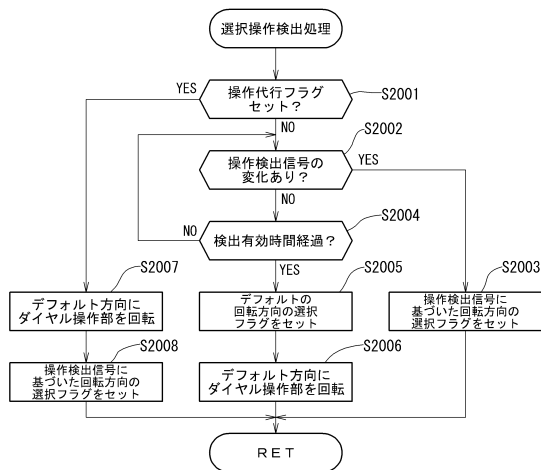 選択操作検出処理
操作代行フラグ
セット？
YES
S2001
NO
S2002
操作検出信号の
変化あり？
YES
NO
S2004
検出有効時間経過？
NO
YES
S2007
デフォルト方向に
ダイヤル操作部を回転
S2005
デフォルトの
回転方向の選択
フラグをセット
S2003
操作検出信号に
基づいた回転方向の
選択フラグをセット
S2008
操作検出信号に
基づいた回転方向の
選択フラグをセット
S2006
デフォルト方向に
ダイヤル操作部を回転
RET